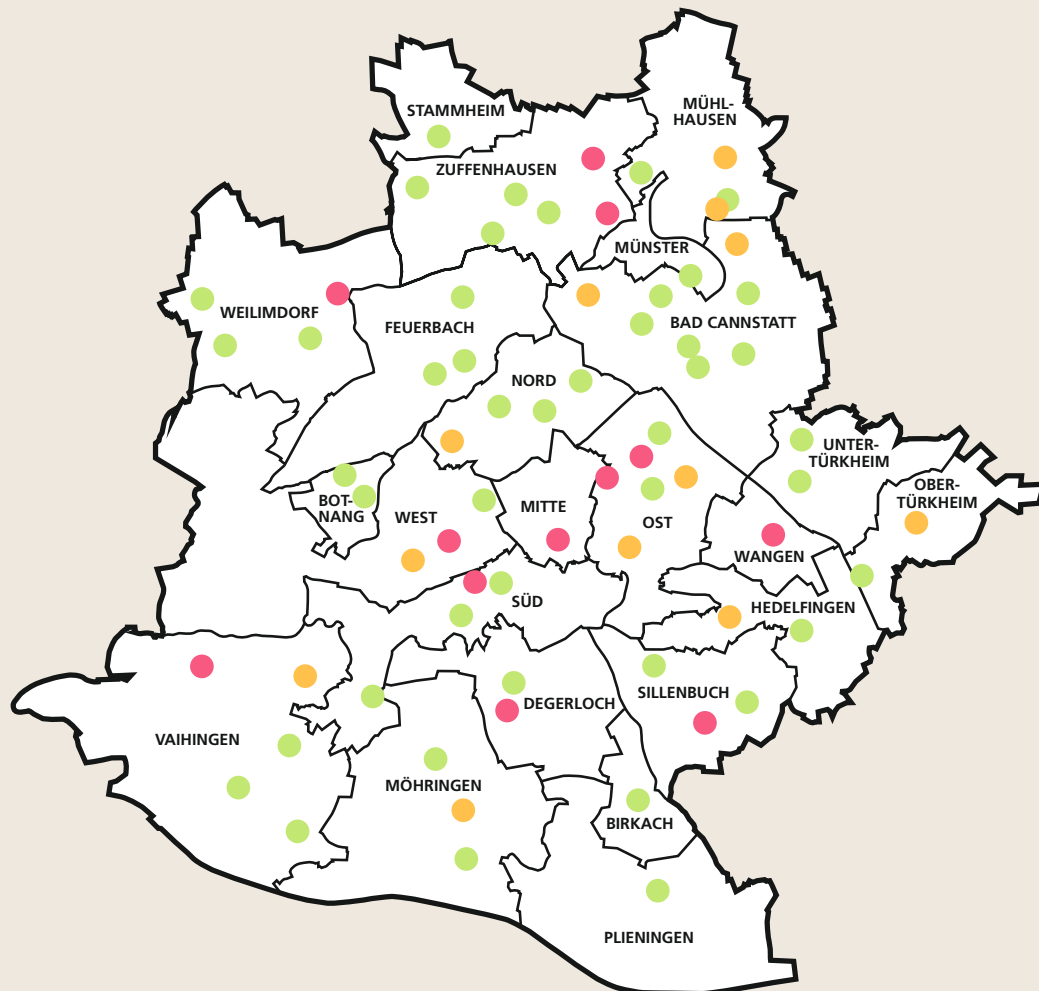 STAMMHEIM
MÜHL-
HAUSEN
ZUFFENHAUSEN
MÜNSTER
WEILIMDORF
FEUERBACH
BAD CANNSTATT
NORD
UNTER-
TÜRKHEIM
OBER-
TÜRKHEIM
BOT-
NANG
WEST
MITTE
OST
WANGEN
SÜD
HEDELFINGEN
SILLENBUCH
DEGERLOCH
VAIHINGEN
MÖHRINGEN
BIRKACH
PLIENINGEN